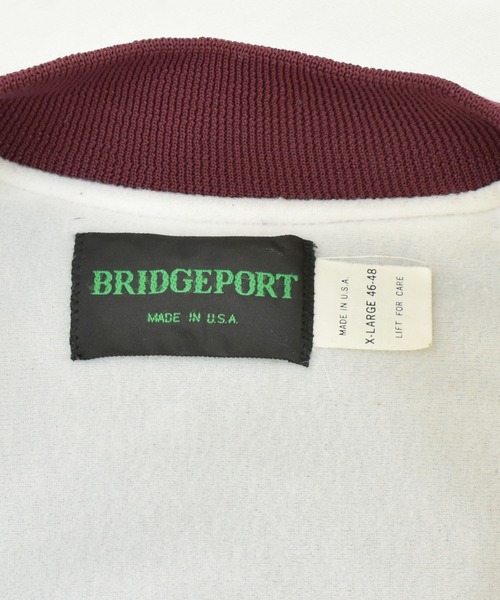 BRIDGEPORT
MADE IN U.S.A.
MADE IN U.S.A.
X-LARGE 46-48
LIFT FOR CARE